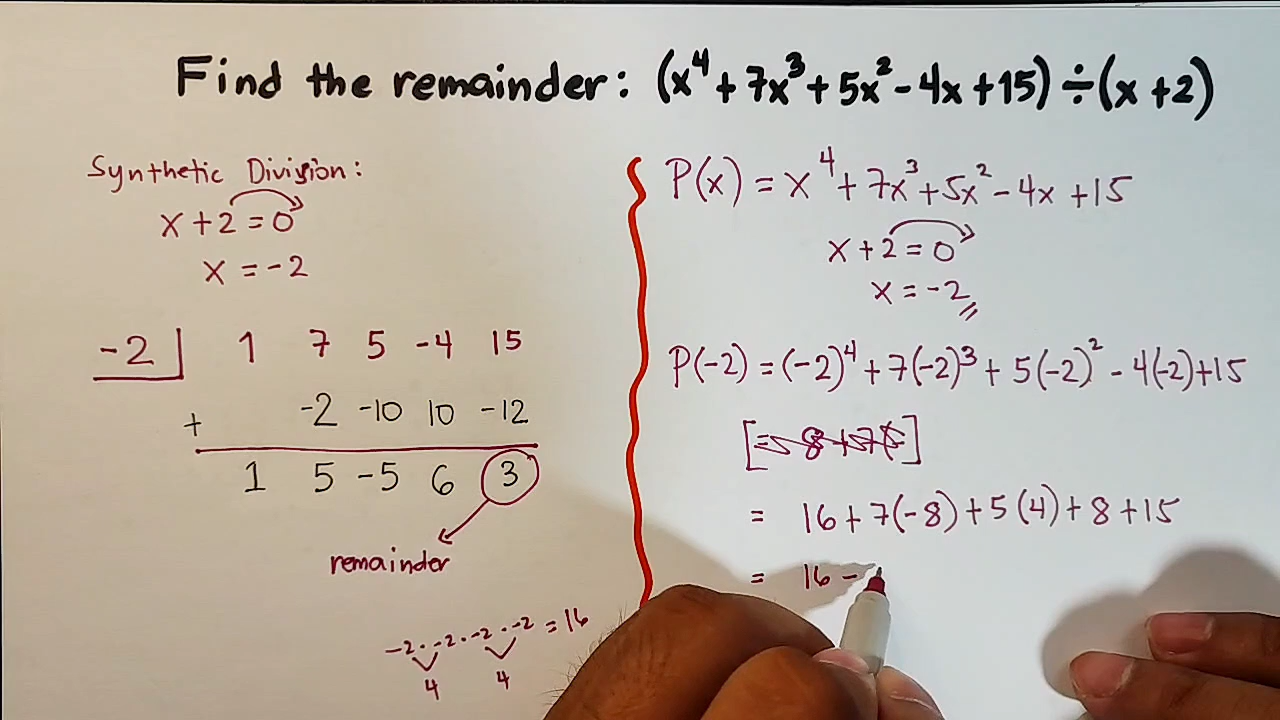 Find the remainder: (x⁴ + 7x³ + 5x² - 4x + 15) ÷ (x + 2)
Synthetic Division:
x + 2 = 0
x = -2
-2 | 1 7 5 -4 15
+ -2 -10 10 -12
1 5 -5 6 3
remainder
-2 · -2 · -2 · -2 = 16
4 4
P(x) = x⁴ + 7x³ + 5x² - 4x + 15
x + 2 = 0
x = -2
P(-2) = (-2)⁴ + 7(-2)³ + 5(-2)² - 4(-2) + 15
= 16 + 7(-8) + 5(4) + 8 + 15
= 16 -